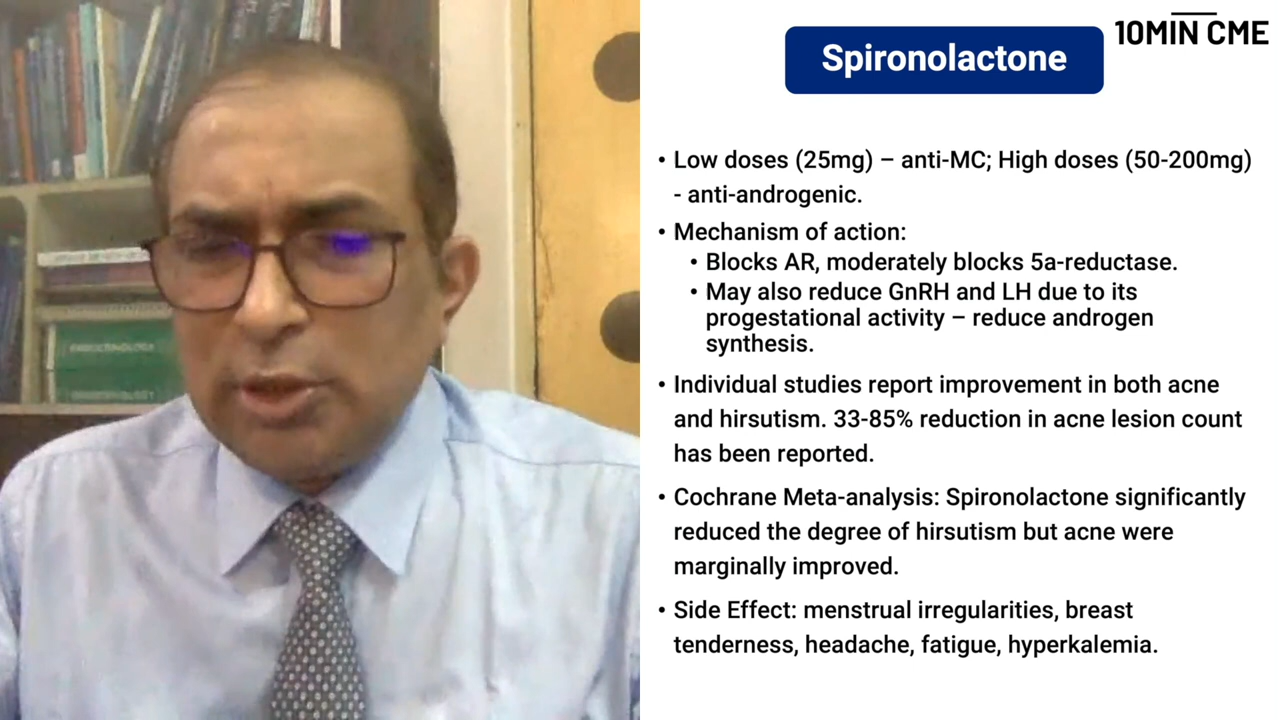 10MIN CME
Spironolactone
• Low doses (25mg) – anti-MC; High doses (50-200mg)
- anti-androgenic.
• Mechanism of action:
• Blocks AR, moderately blocks 5a-reductase.
• May also reduce GnRH and LH due to its
progestational activity – reduce androgen
synthesis.
• Individual studies report improvement in both acne
and hirsutism. 33-85% reduction in acne lesion count
has been reported.
• Cochrane Meta-analysis: Spironolactone significantly
reduced the degree of hirsutism but acne were
marginally improved.
• Side Effect: menstrual irregularities, breast
tenderness, headache, fatigue, hyperkalemia.